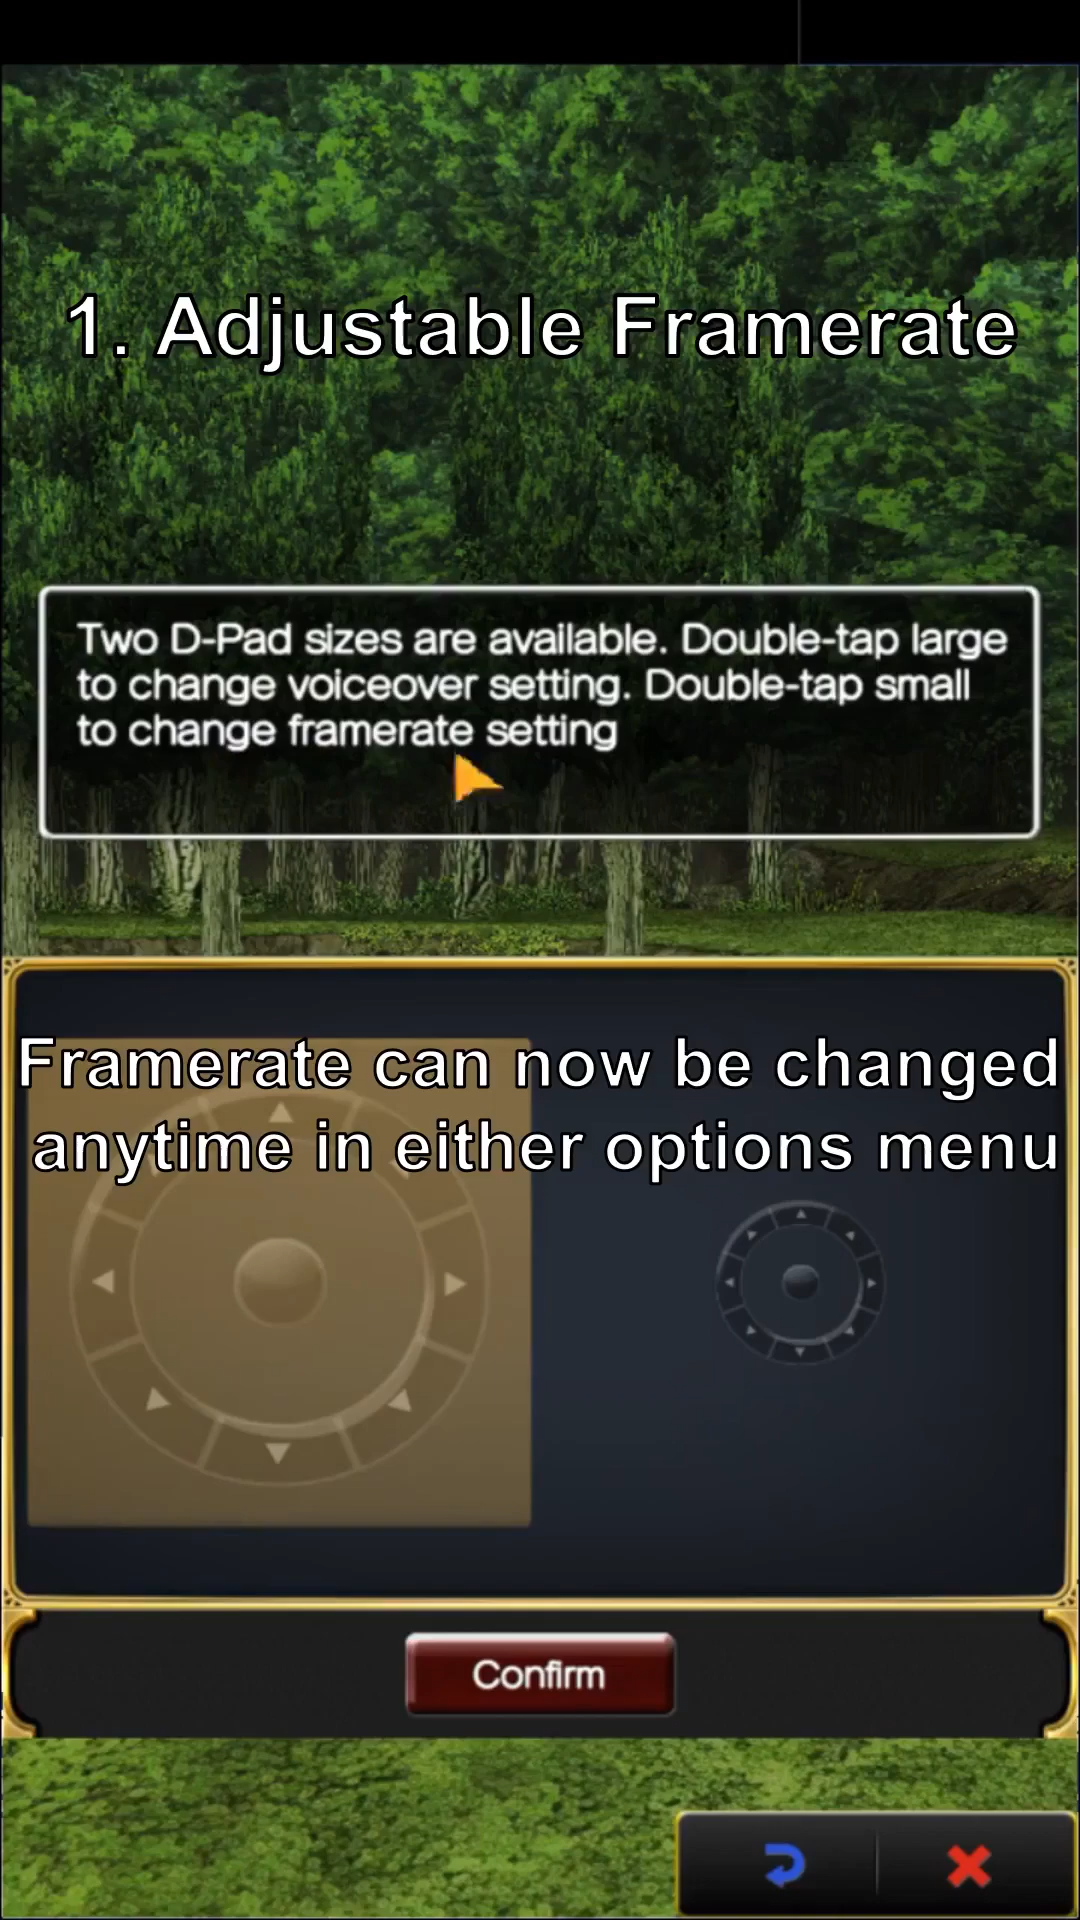 1. Adjustable Framerate
Two D-Pad sizes are available. Double-tap large
to change voiceover setting. Double-tap small
to change framerate setting
Framerate can now be changed
anytime in either options menu
Confirm